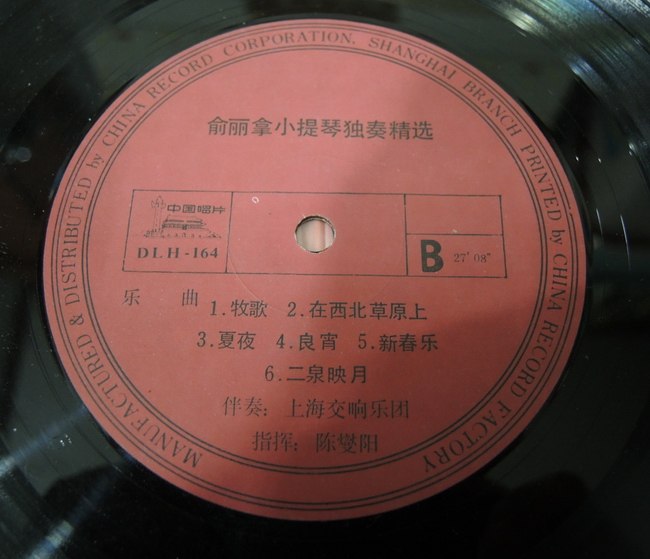 MANUFACTURED & DISTRIBUTED by CHINA RECORD CORPORATION. SHANGHAI BRANCH PRINTED by CHINA RECORD FACTORY
俞丽拿小提琴独奏精选
中国唱片
DLH-164
B 27'08"
乐 曲 1.牧歌 2.在西北草原上
3.夏夜 4.良宵 5.新春乐
6.二泉映月
伴奏：上海交响乐团
指挥：陈燮阳